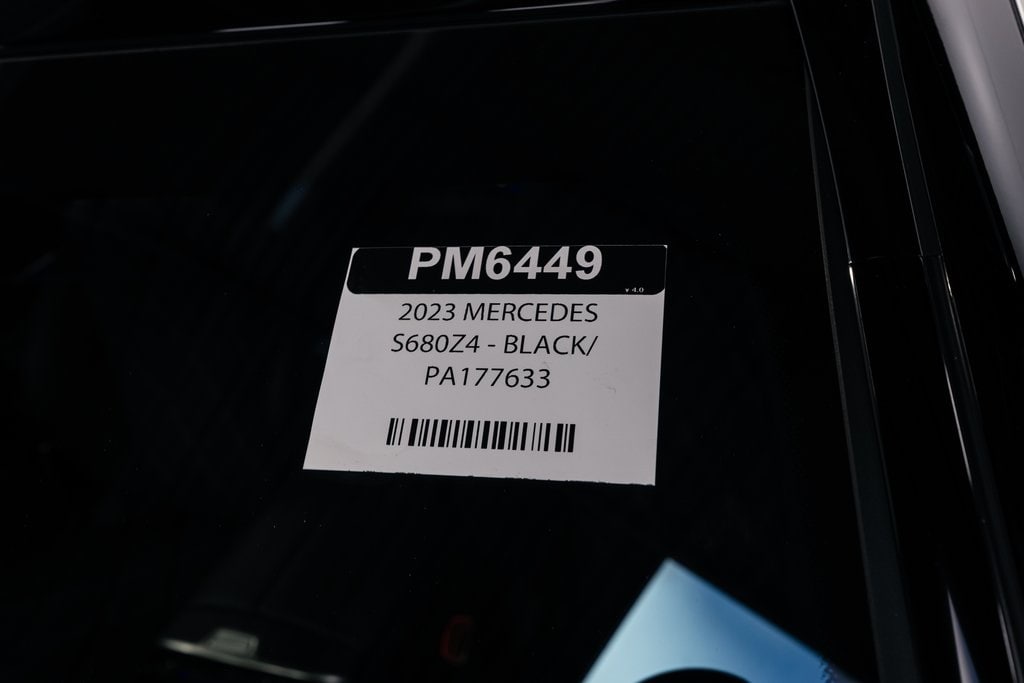 PM6449
v 4.0
2023 MERCEDES
S680Z4 - BLACK/
PA177633